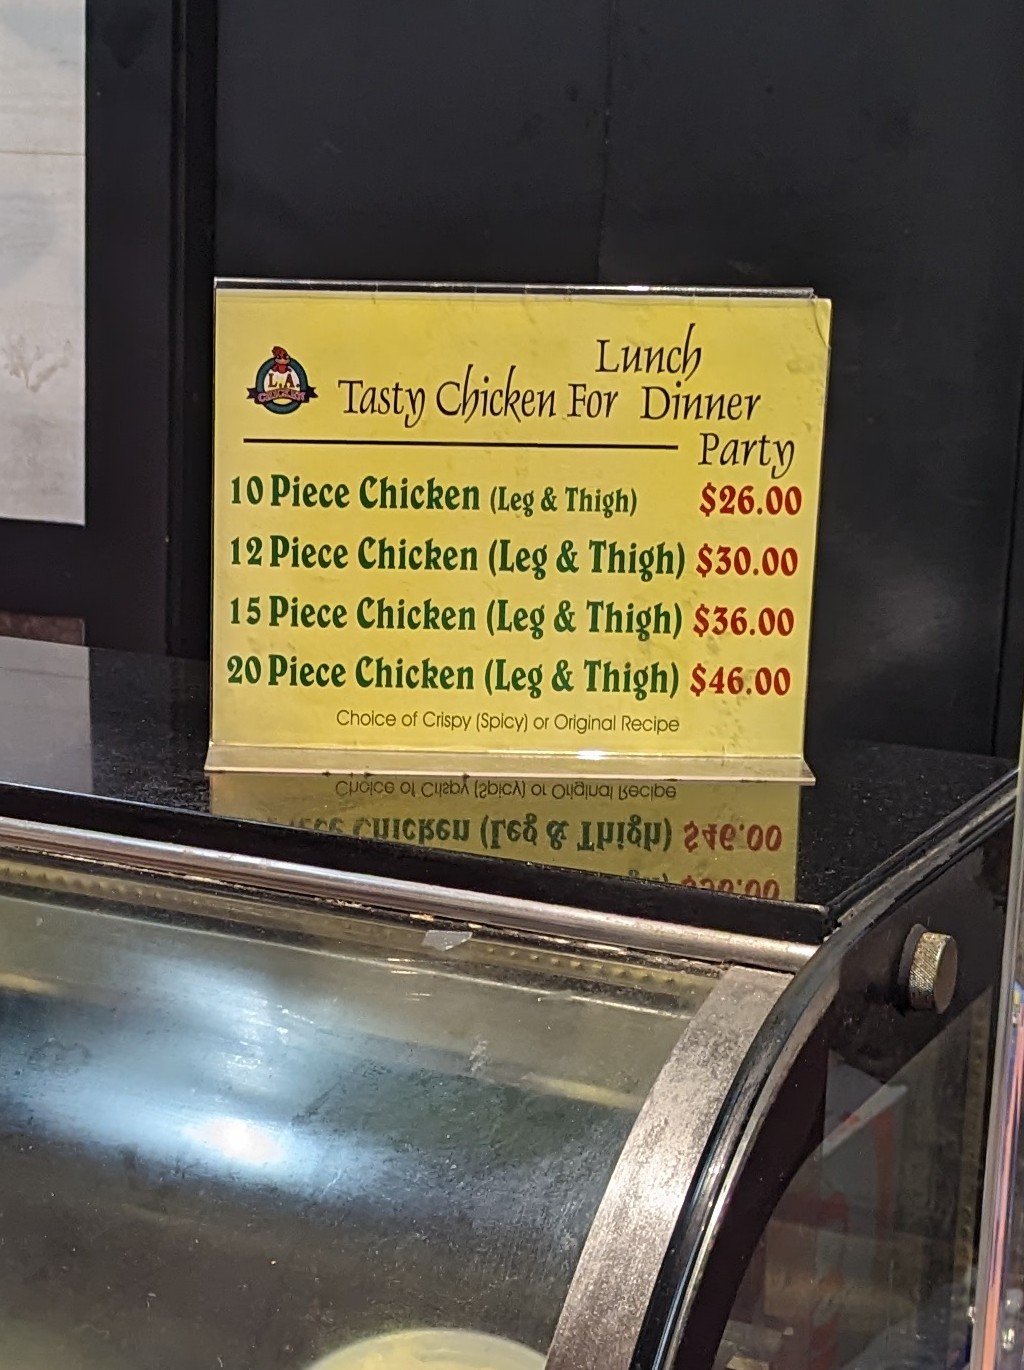 L.A.
CHICKEN
Lunch
Tasty Chicken For Dinner
Party
10 Piece Chicken (Leg & Thigh) $26.00
12 Piece Chicken (Leg & Thigh) $30.00
15 Piece Chicken (Leg & Thigh) $36.00
20 Piece Chicken (Leg & Thigh) $46.00
Choice of Crispy (Spicy) or Original Recipe